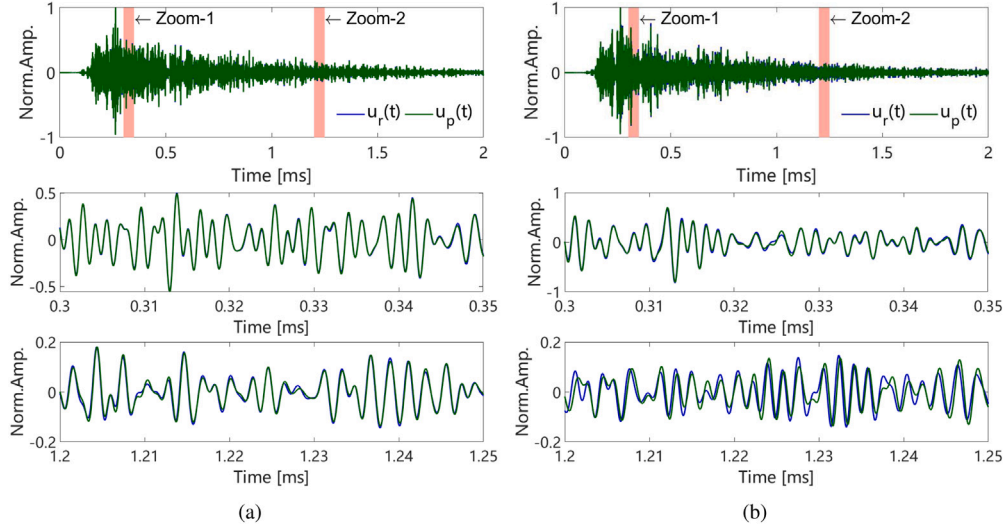 Norm.Amp.
1
0
-1
← Zoom-1
← Zoom-2
u_r(t) u_p(t)
0 0.5 1 1.5 2
Time [ms]
Norm.Amp.
0.5
0
-0.5
0.3 0.31 0.32 0.33 0.34 0.35
Time [ms]
Norm.Amp.
0.2
0
-0.2
1.2 1.21 1.22 1.23 1.24 1.25
Time [ms]
(a)
Norm.Amp.
1
0
-1
← Zoom-1
← Zoom-2
u_r(t) u_p(t)
0 0.5 1 1.5 2
Time [ms]
Norm.Amp.
1
0
-1
0.3 0.31 0.32 0.33 0.34 0.35
Time [ms]
Norm.Amp.
0.2
0
-0.2
1.2 1.21 1.22 1.23 1.24 1.25
Time [ms]
(b)